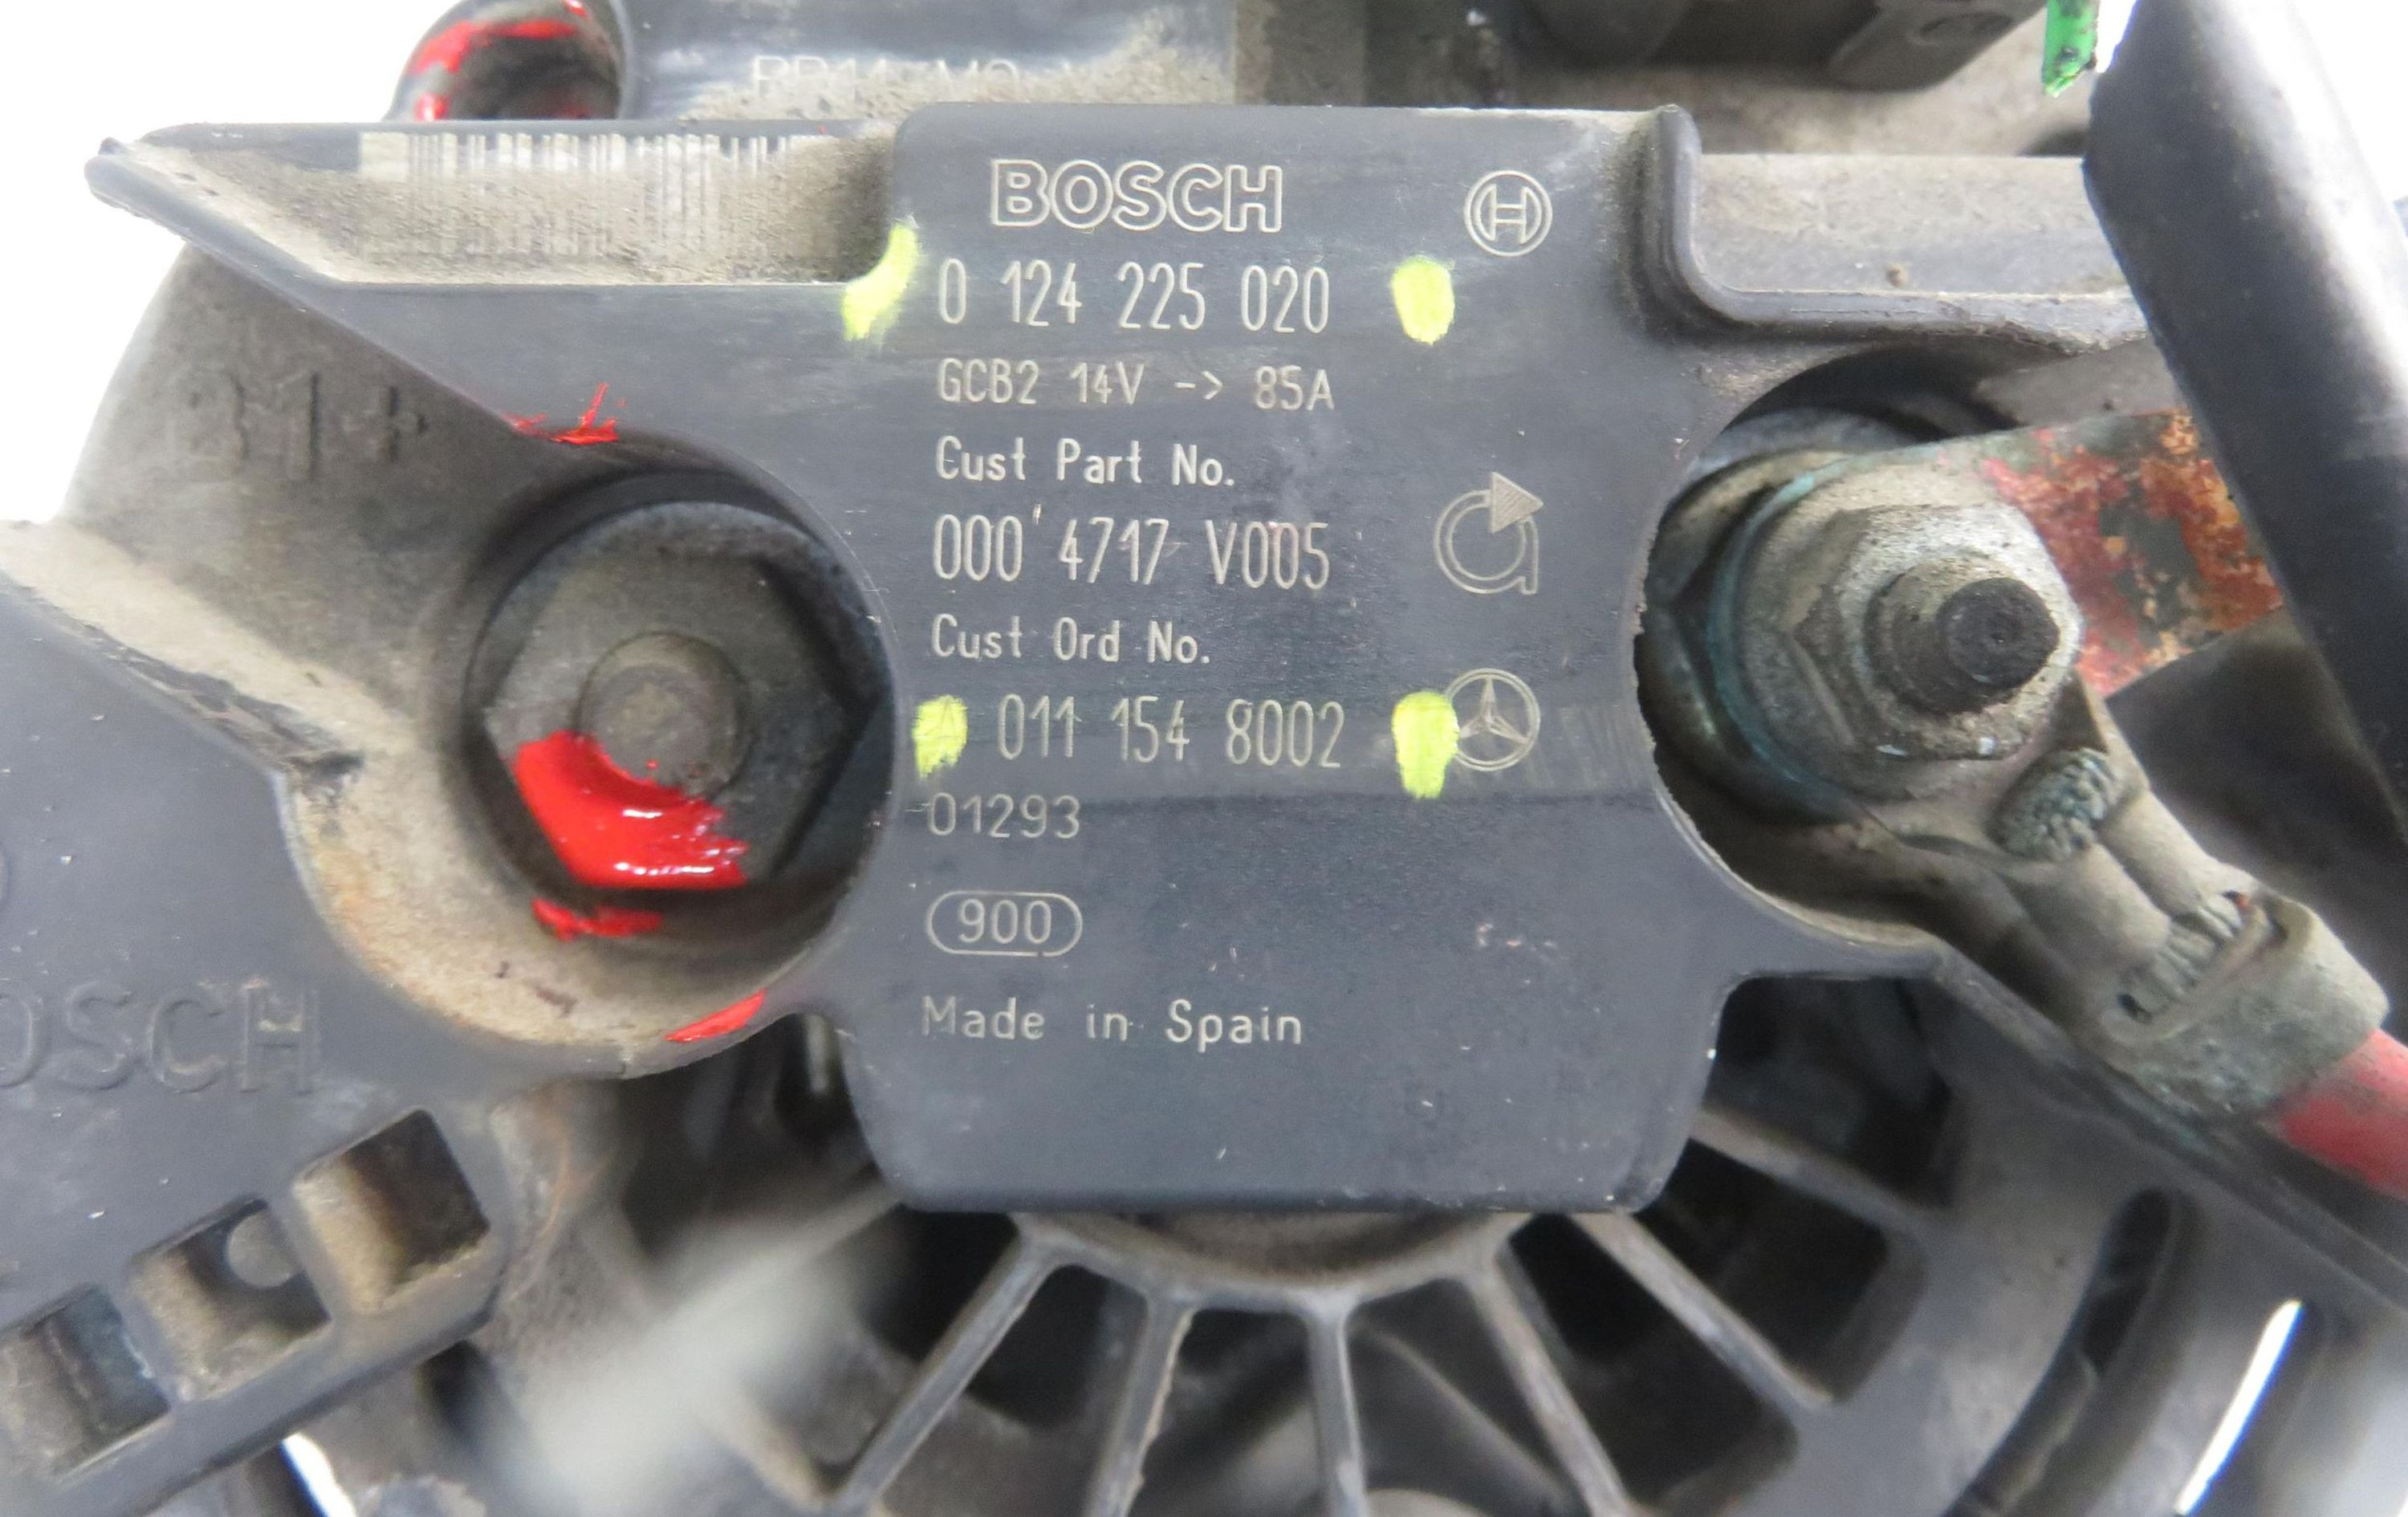 BOSCH
0 124 225 020
GCB2 14V -> 85A
Cust Part No.
000 4717 V005
Cust Ord No.
A 011 154 8002
01293
900
Made in Spain
OSCH